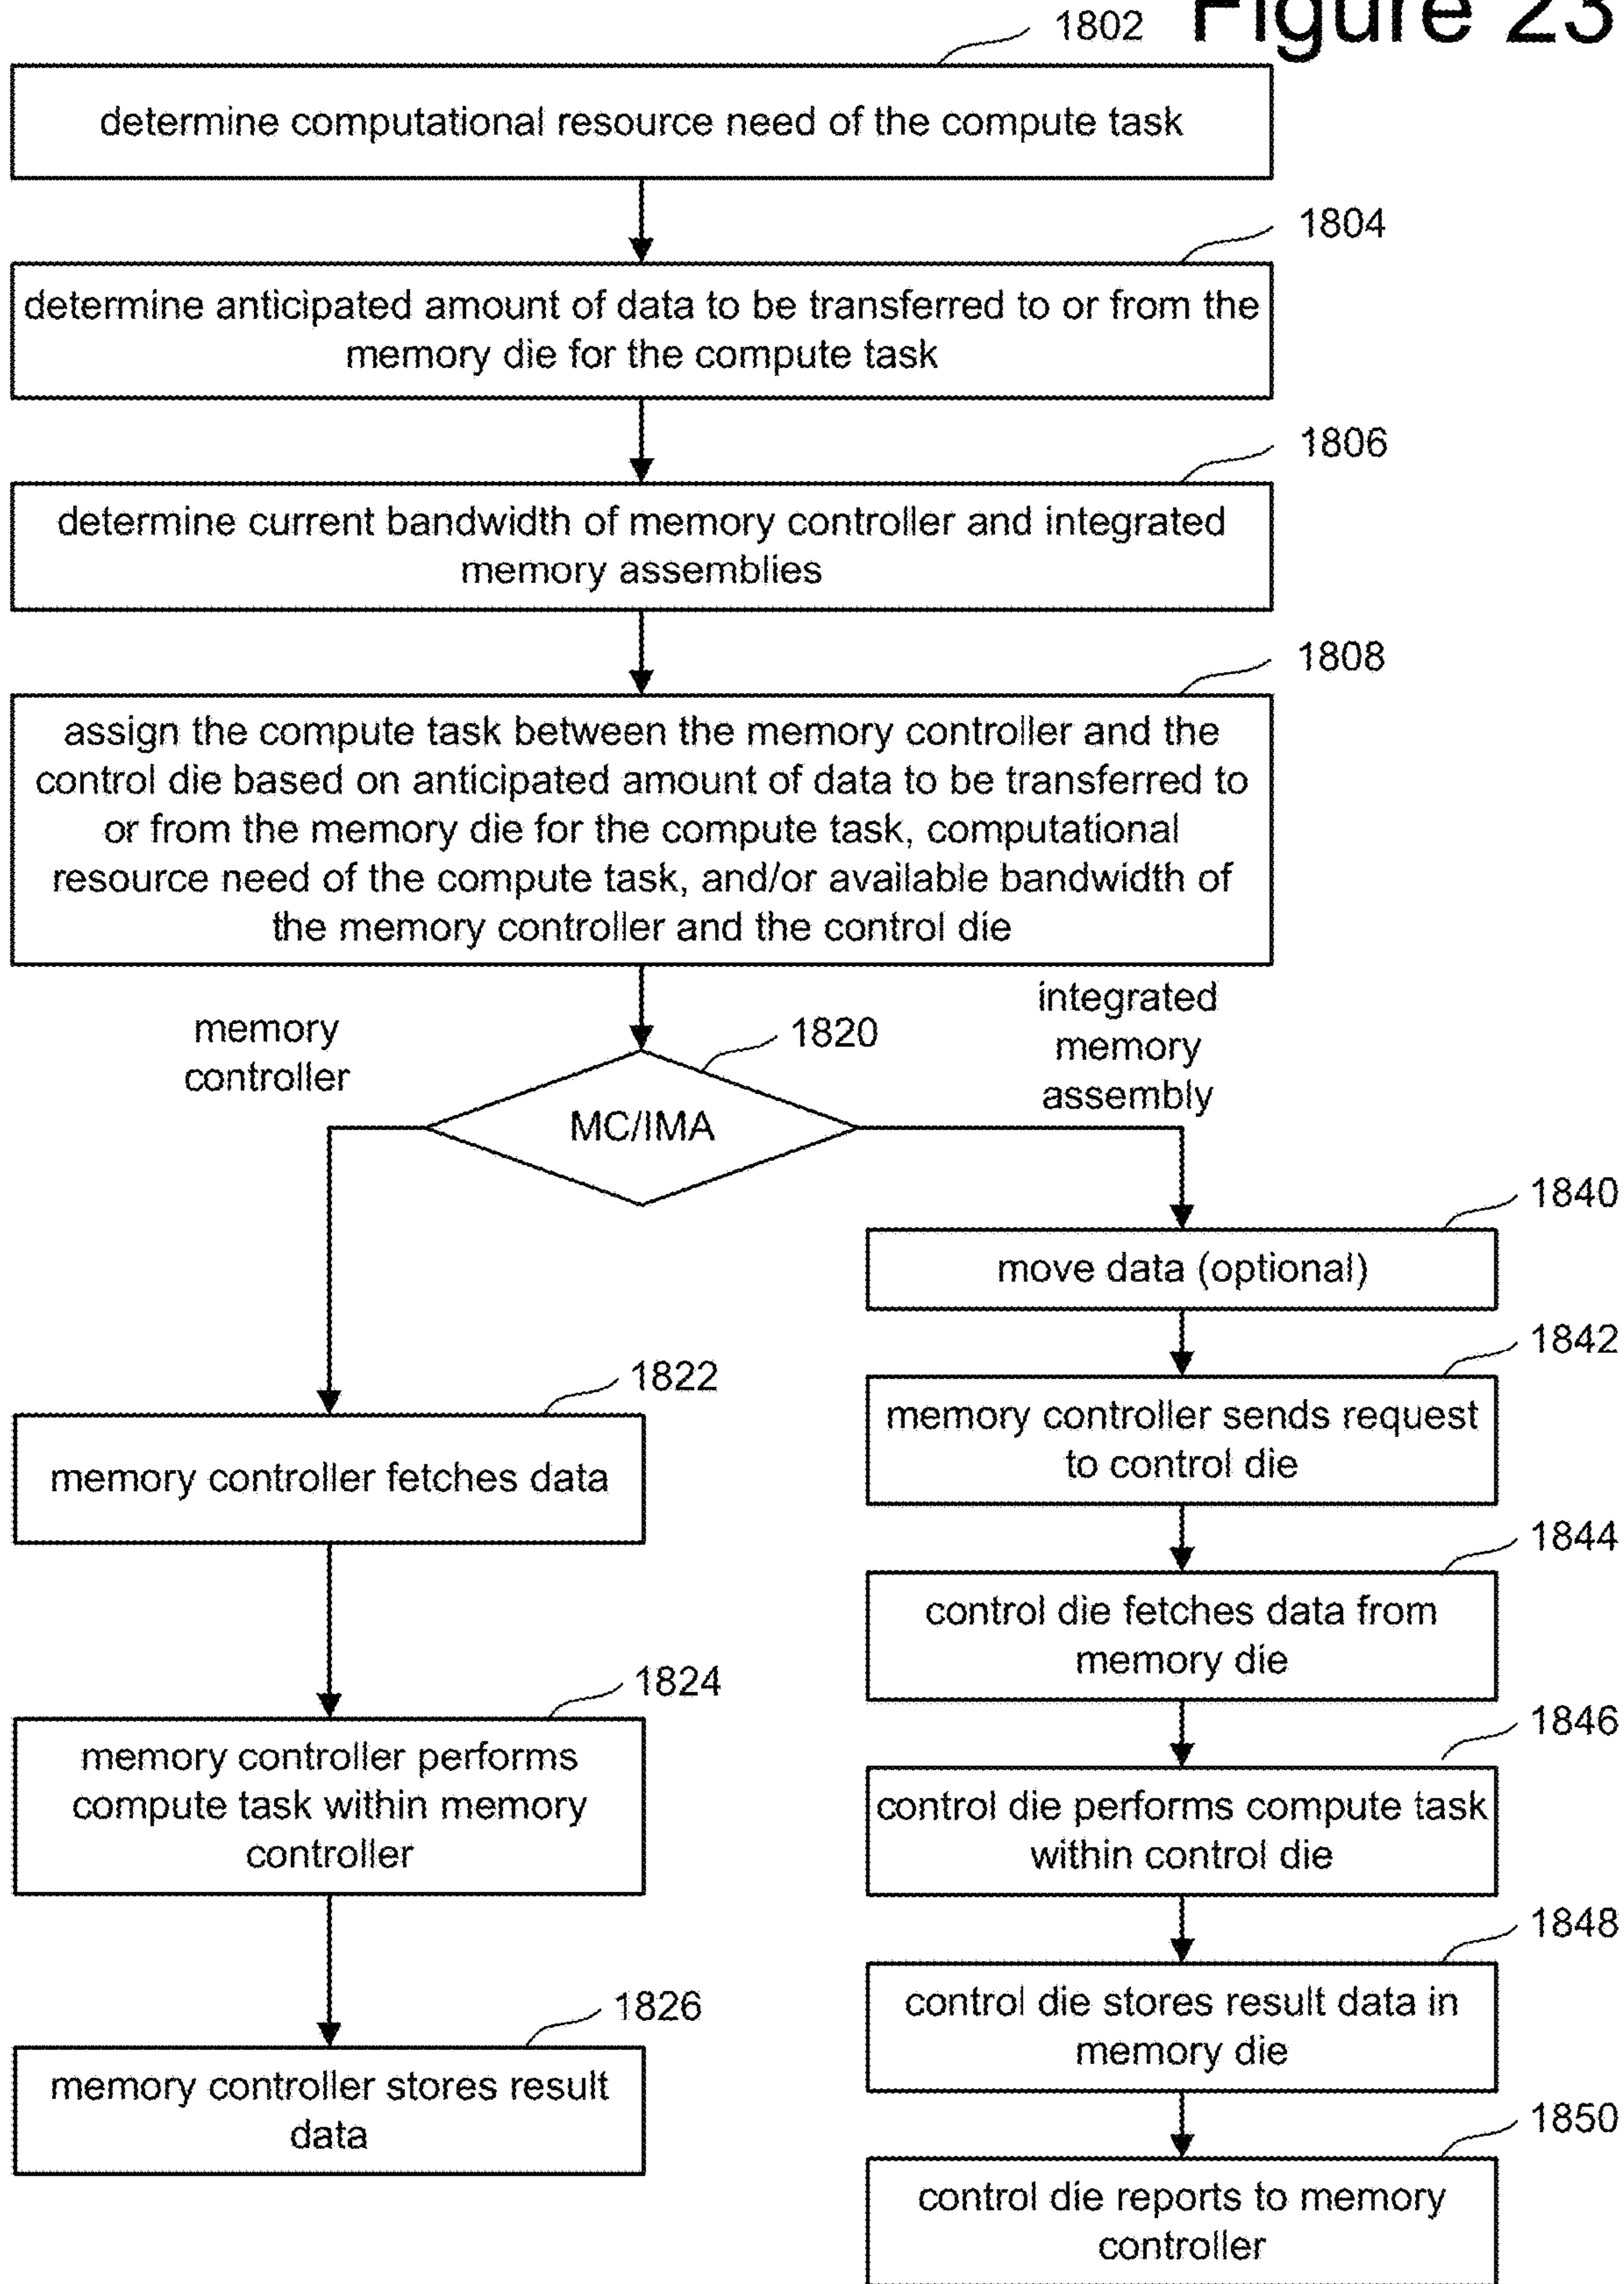 Figure 23
1802
determine computational resource need of the compute task
1804
determine anticipated amount of data to be transferred to or from the
memory die for the compute task
1806
determine current bandwidth of memory controller and integrated
memory assemblies
1808
assign the compute task between the memory controller and the
control die based on anticipated amount of data to be transferred to
or from the memory die for the compute task, computational
resource need of the compute task, and/or available bandwidth of
the memory controller and the control die
memory
controller
1820
integrated
memory
assembly
MC/IMA
1822
memory controller fetches data
1824
memory controller performs
compute task within memory
controller
1826
memory controller stores result
data
1840
move data (optional)
1842
memory controller sends request
to control die
1844
control die fetches data from
memory die
1846
control die performs compute task
within control die
1848
control die stores result data in
memory die
1850
control die reports to memory
controller